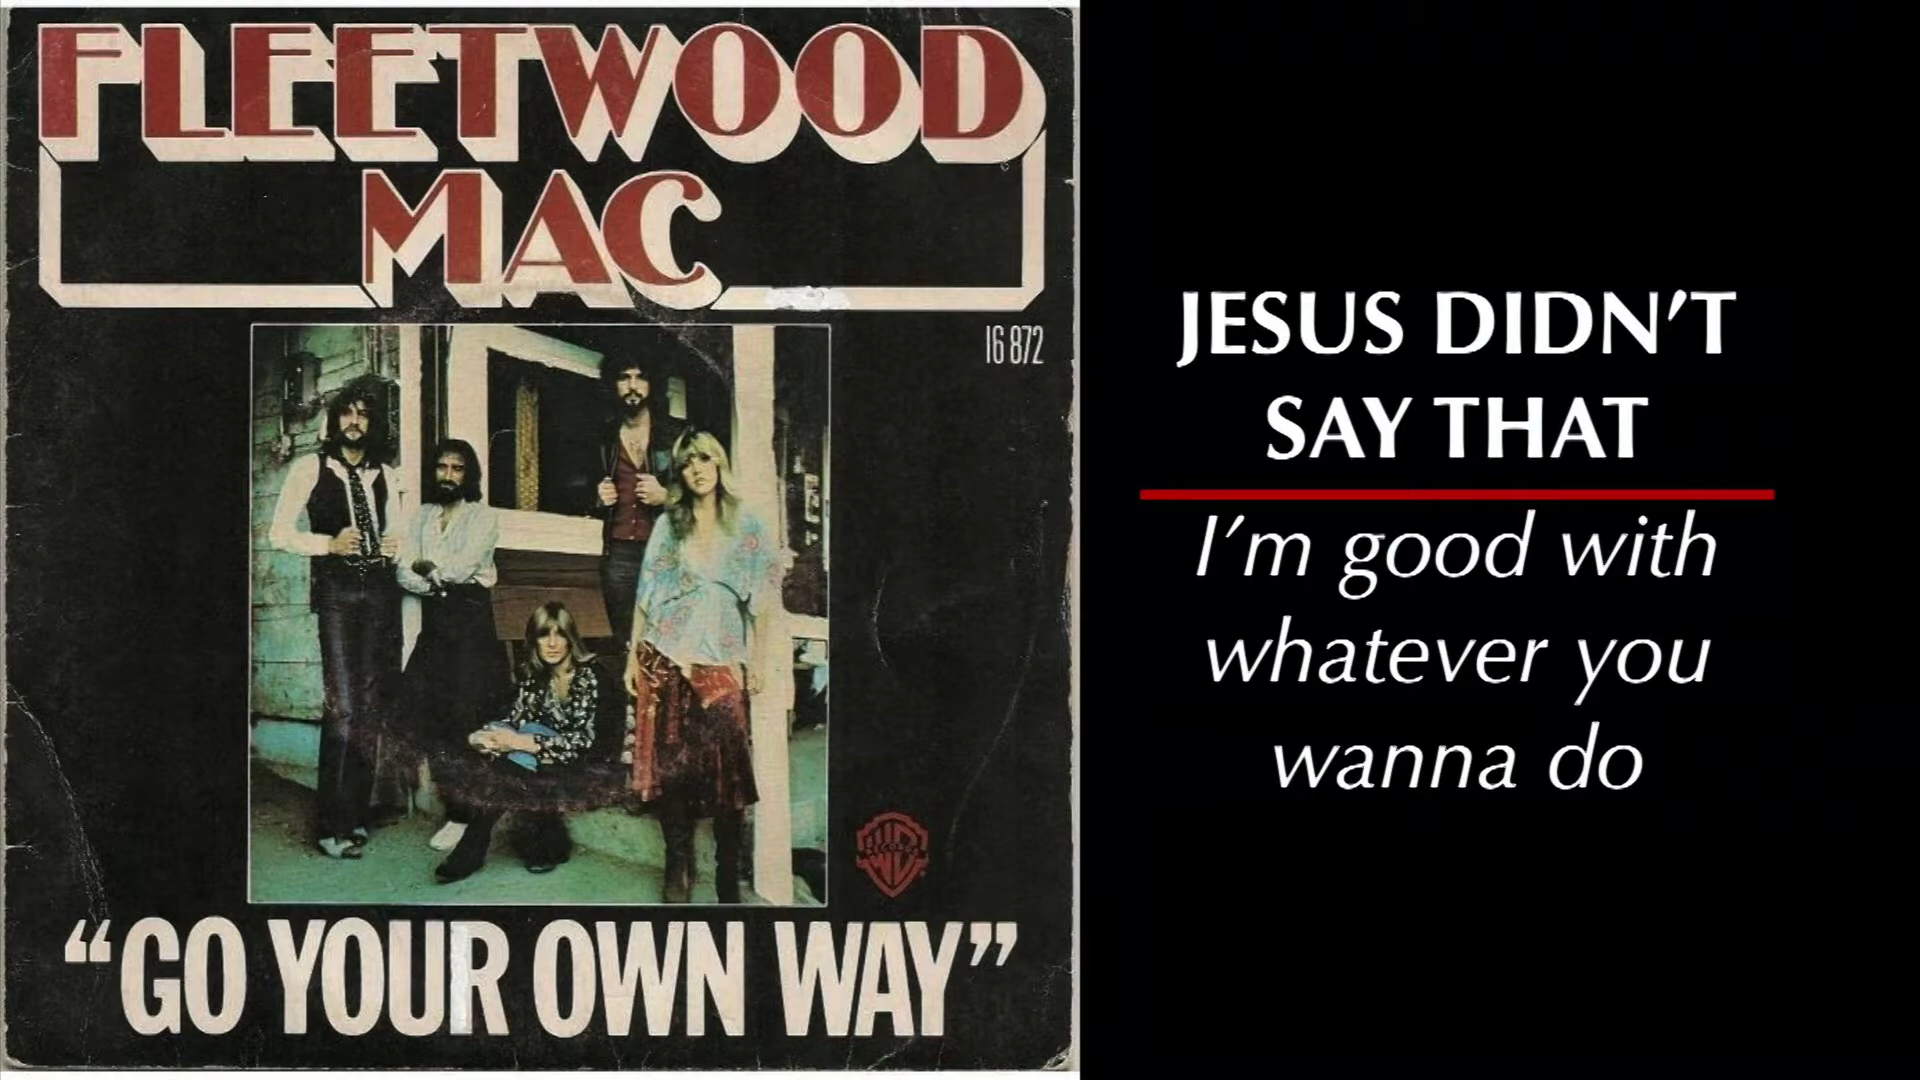 FLEETWOOD
MAC
16 872
"GO YOUR OWN WAY"
JESUS DIDN'T
SAY THAT
I'm good with
whatever you
wanna do